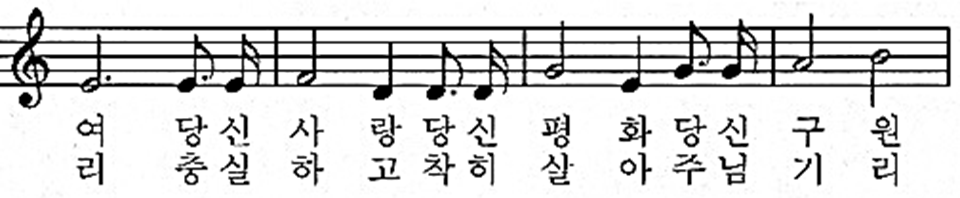 여 당 신 사 랑 당 신 평 화 당 신 구 원
리 충 실 하 고 착 히 살 아 주 님 기 리